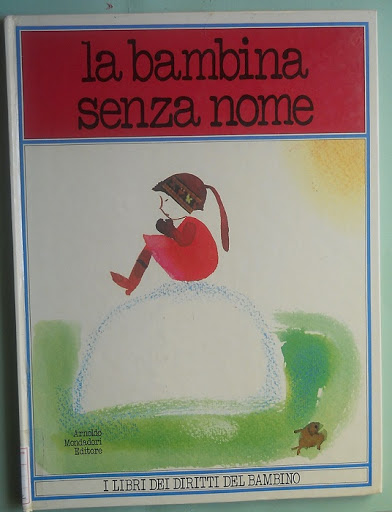 la bambina
senza nome
Arnoldo
Mondadori
Editore
I LIBRI DEI DIRITTI DEL BAMBINO